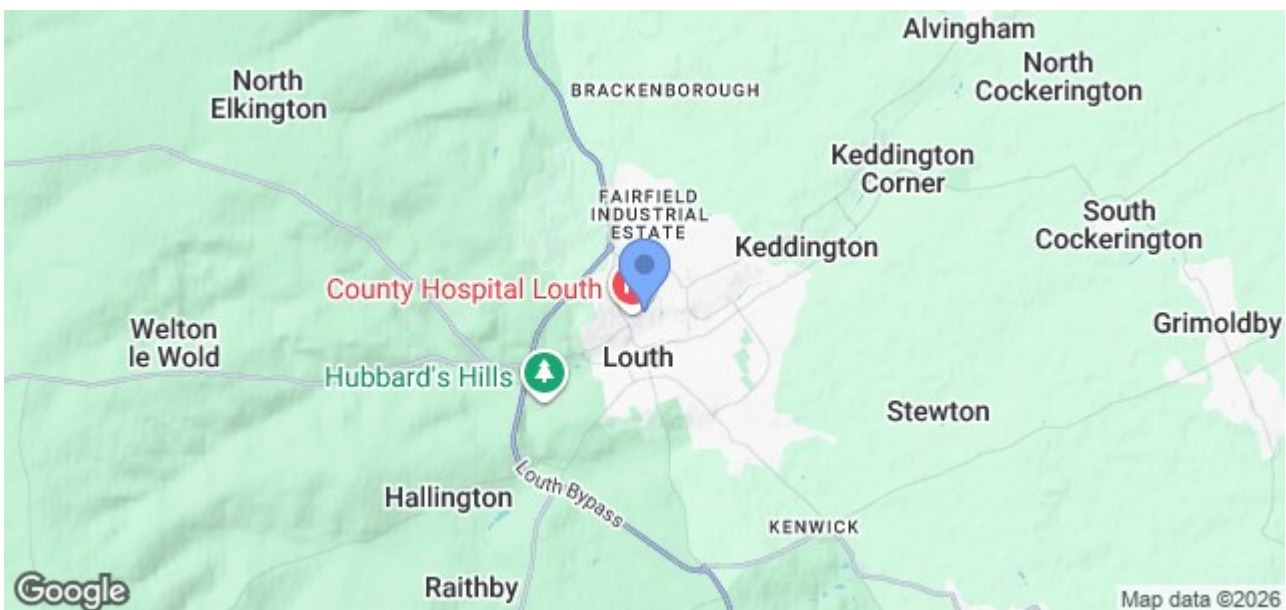 Alvingham
North
Elkington
BRACKENBOROUGH
North
Cockerington
Keddington
Corner
FAIRFIELD
INDUSTRIAL
ESTATE
South
Cockerington
Keddington
County Hospital Louth
Welton
le Wold
Grimoldby
Louth
Hubbard's Hills
Stewton
Hallington
Louth Bypass
KENWICK
Raithby
Google
Map data ©2026